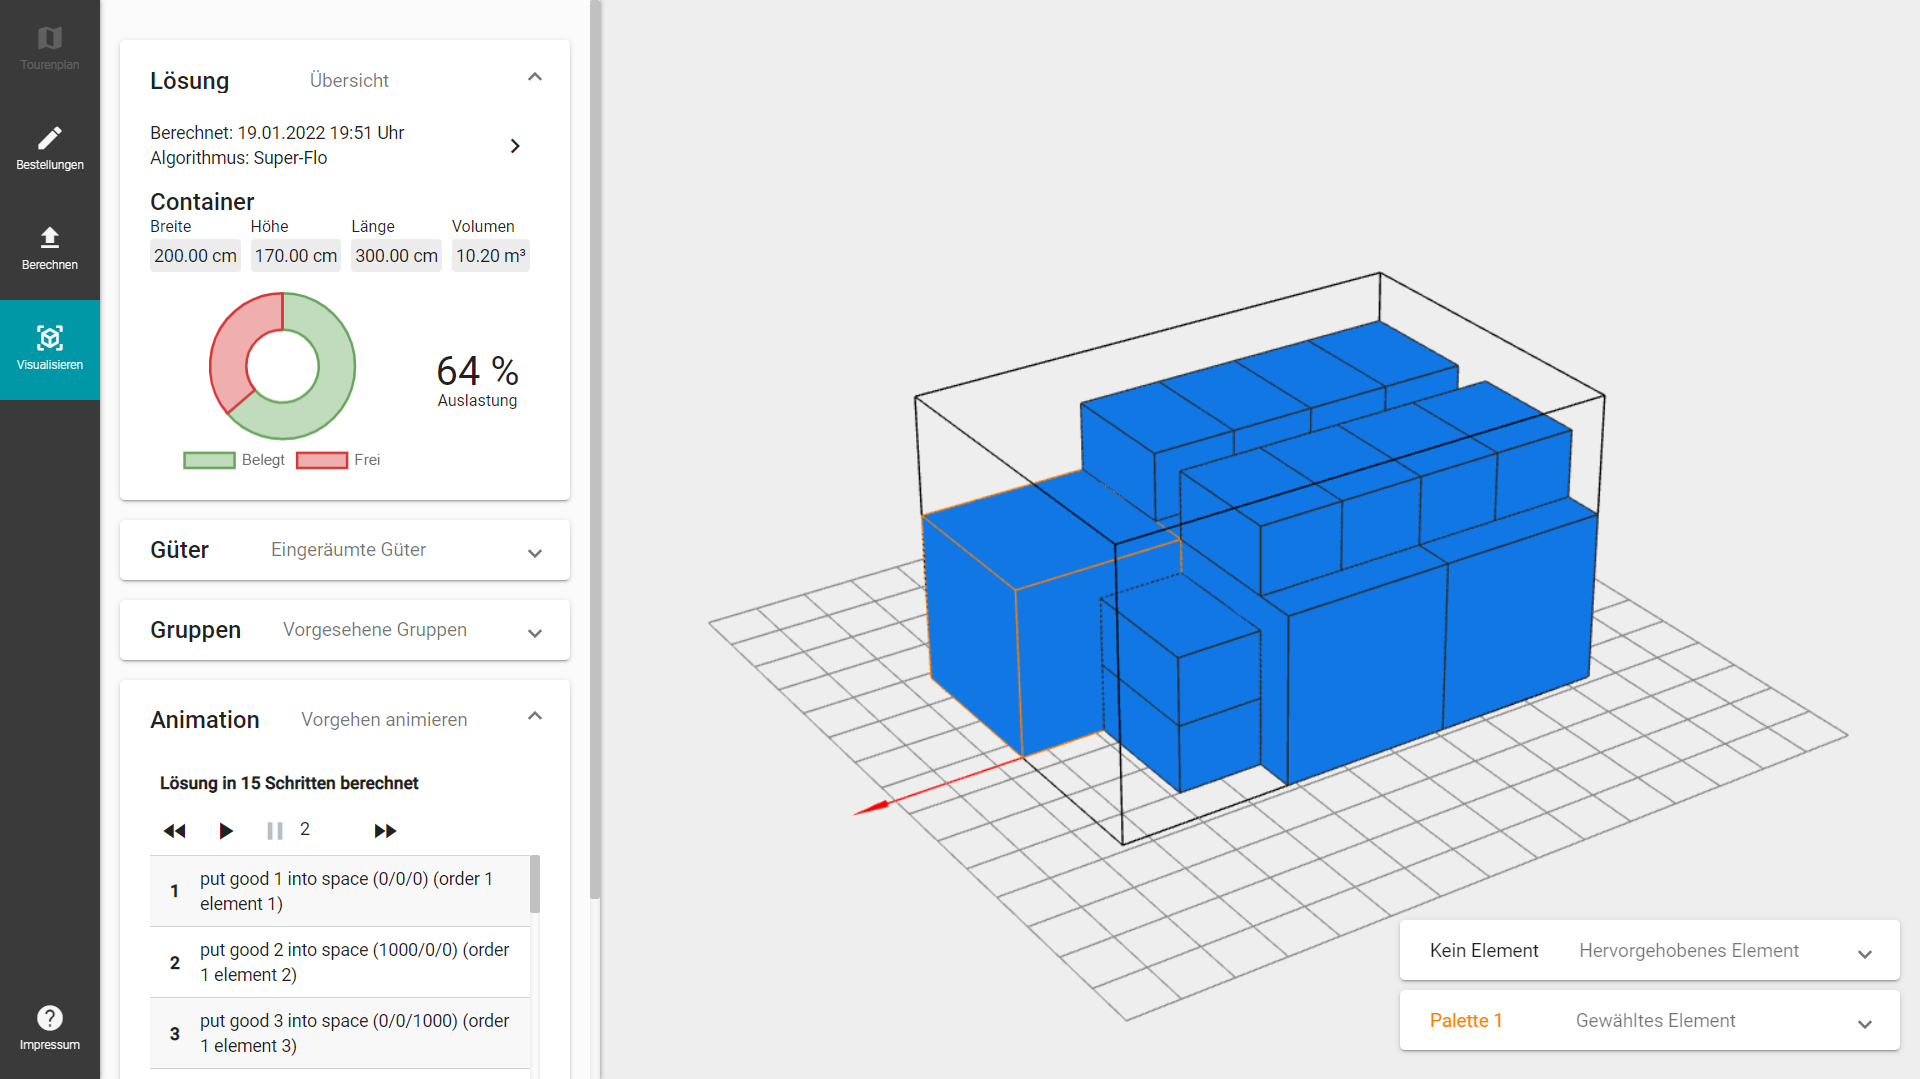 Tourenplan
Bestellungen
Berechnen
Visualisieren
Impressum
Lösung Übersicht
Berechnet: 19.01.2022 19:51 Uhr
Algorithmus: Super-Flo
Container
Breite Höhe Länge Volumen
200.00 cm 170.00 cm 300.00 cm 10.20 m³
64 %
Auslastung
Belegt Frei
Güter Eingeräumte Güter
Gruppen Vorgesehene Gruppen
Animation Vorgehen animieren
Lösung in 15 Schritten berechnet
2
1 put good 1 into space (0/0/0) (order 1
element 1)
2 put good 2 into space (1000/0/0) (order
1 element 2)
3 put good 3 into space (0/0/1000) (order
1 element 3)
Kein Element Hervorgehobenes Element
Palette 1 Gewähltes Element